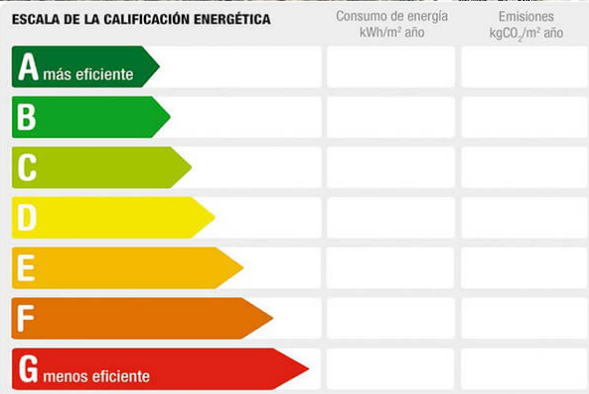 ESCALA DE LA CALIFICACIÓN ENERGÉTICA
Consumo de energía
kWh/m² año
Emisiones
kgCO₂/m² año
A más eficiente
B
C
D
E
F
G menos eficiente